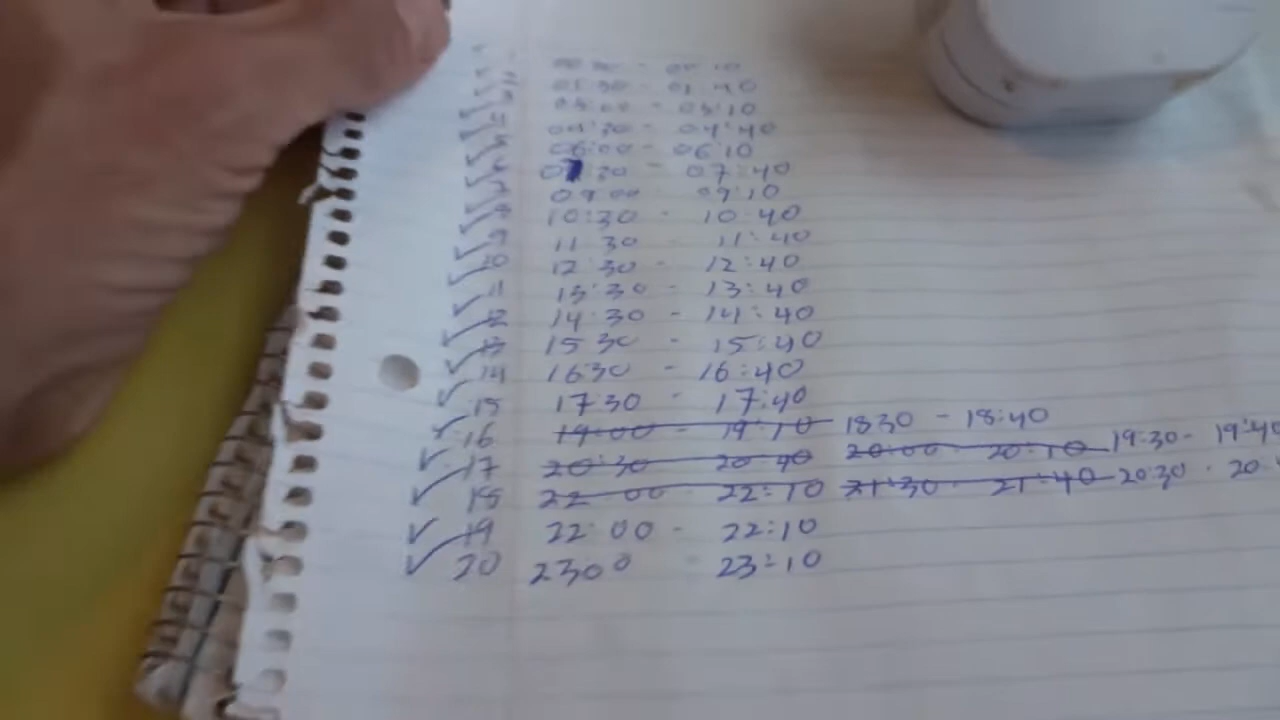 01:30 - 01:40
03:00 - 03:10
04:30 - 04:40
06:00 - 06:10
07:30 - 07:40
09 00 09:10
10:30 - 10:40
9 11 30 - 11:40
10 12 30 - 12:40
11 13:30 - 13:40
12 14:30 - 14:40
13 15 30 - 15:40
14 1630 - 16:40
15 1730 - 17:40
16 19:00 - 19:10 1830 - 18:40
17 20:30 20 40 20:00 - 20:10 19:30 - 19:40
18 22 00 - 22:10 21:30 - 21:40 20:30 - 20
19 22:00 - 22:10
20 2300 - 23:10